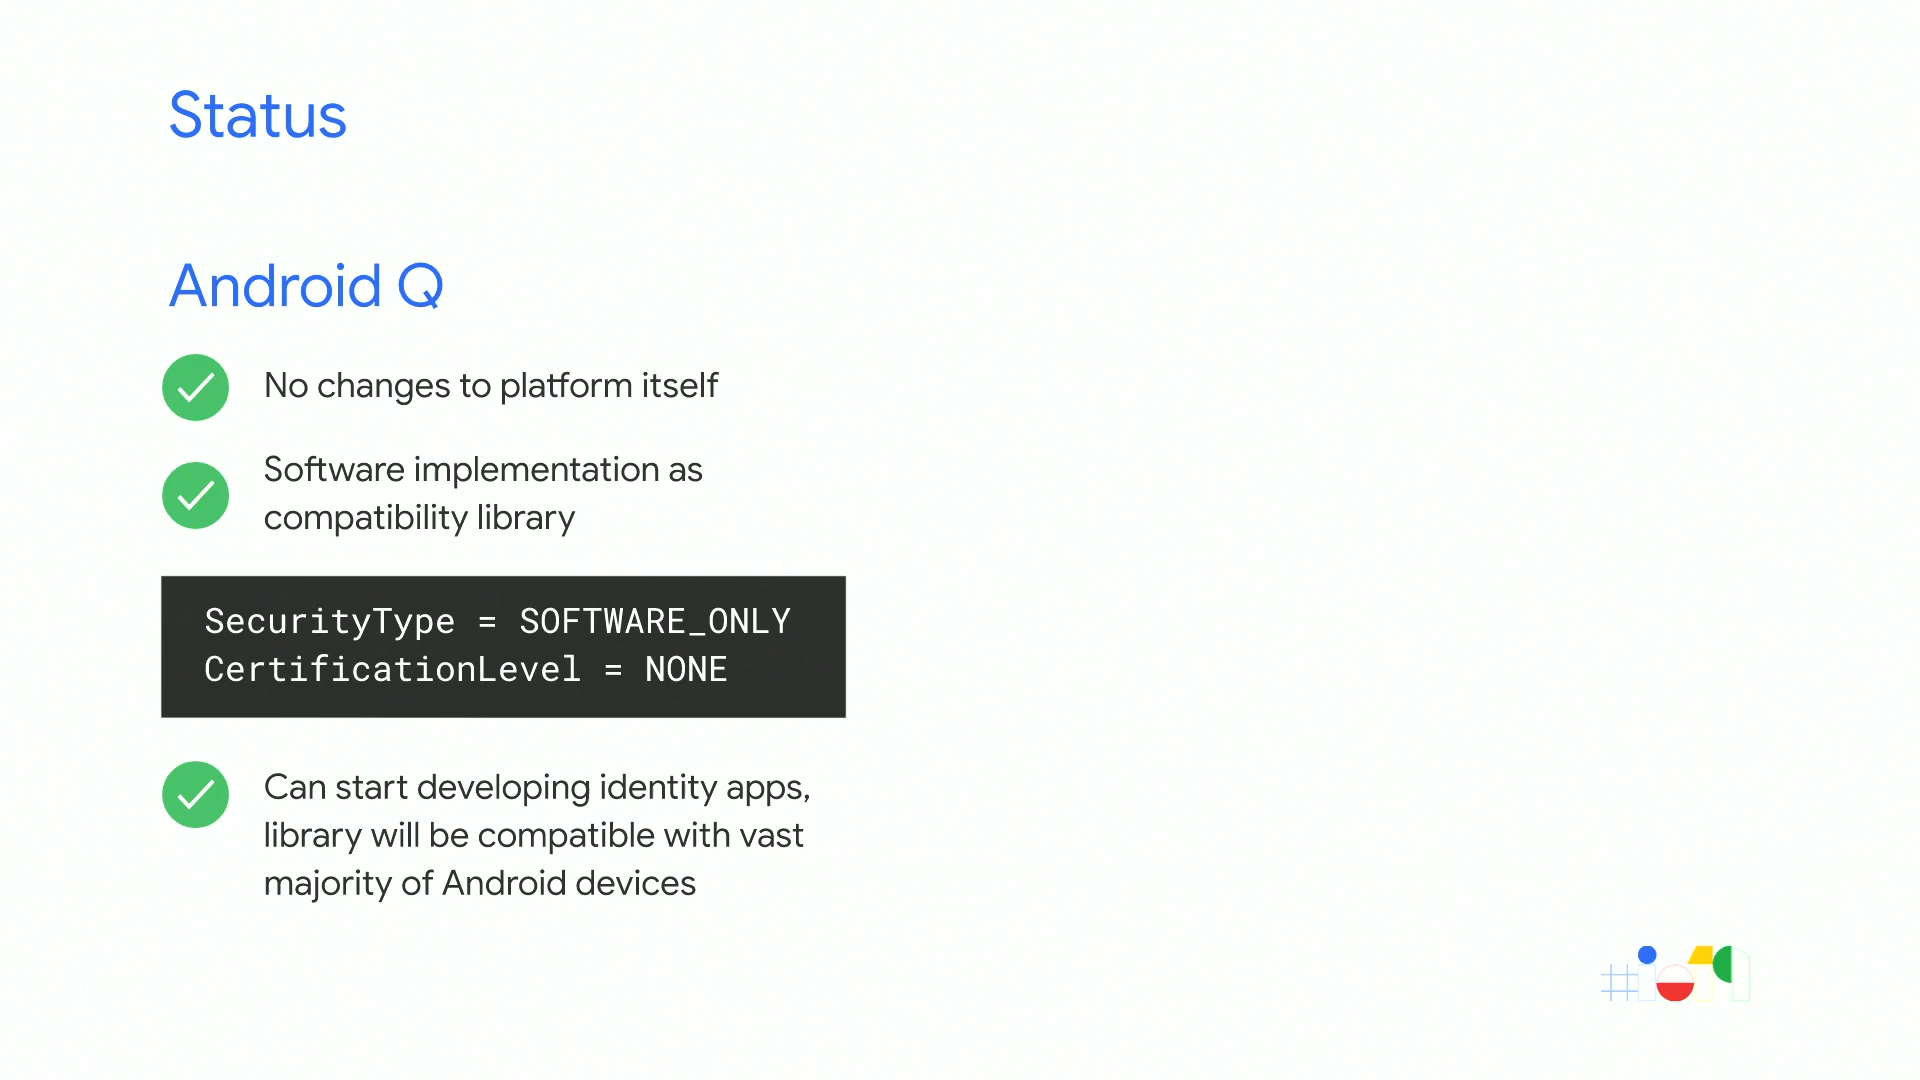 Status
Android Q
No changes to platform itself
Software implementation as
compatibility library
SecurityType = SOFTWARE_ONLY
CertificationLevel = NONE
Can start developing identity apps,
library will be compatible with vast
majority of Android devices
#io19